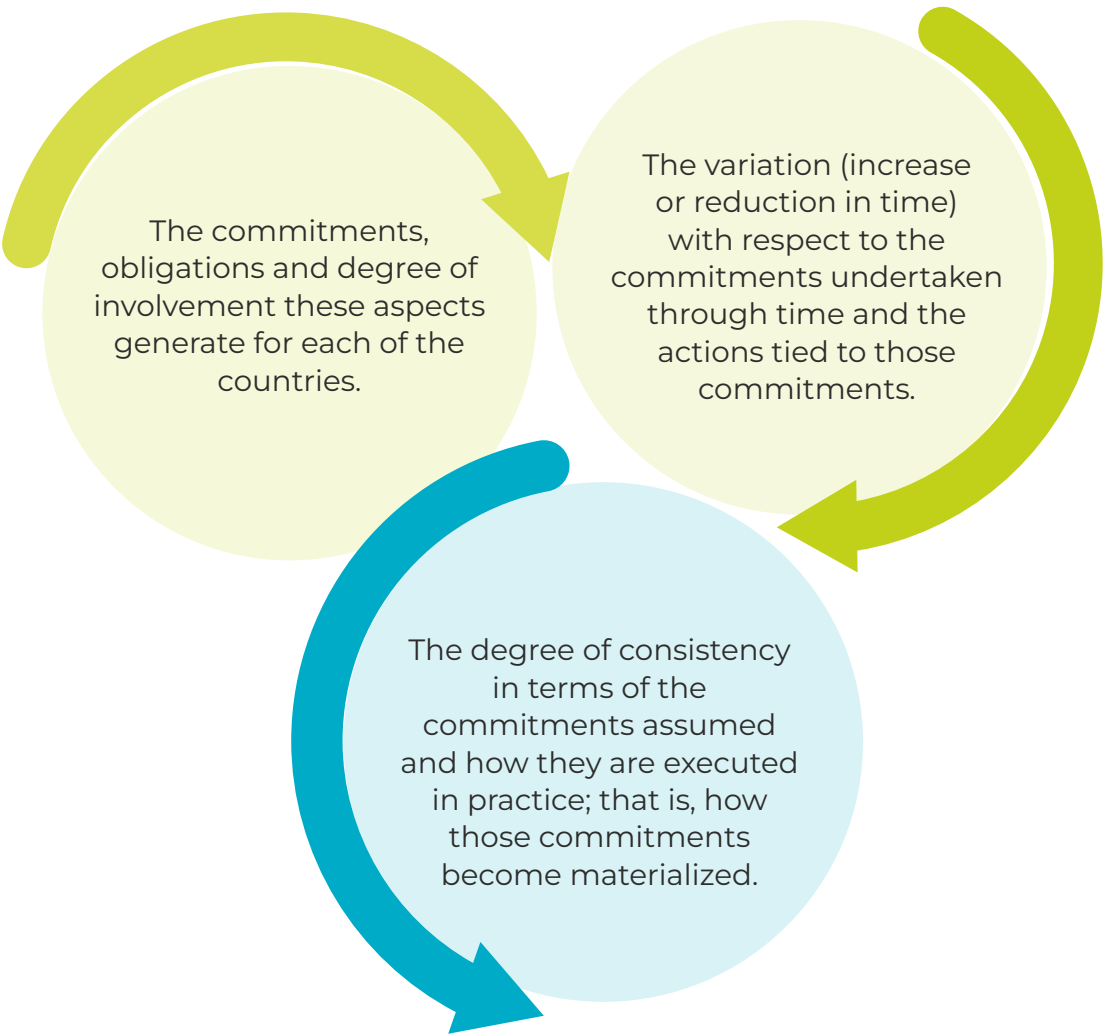 The commitments,
obligations and degree of
involvement these aspects
generate for each of the
countries.
The variation (increase
or reduction in time)
with respect to the
commitments undertaken
through time and the
actions tied to those
commitments.
The degree of consistency
in terms of the
commitments assumed
and how they are executed
in practice; that is, how
those commitments
become materialized.